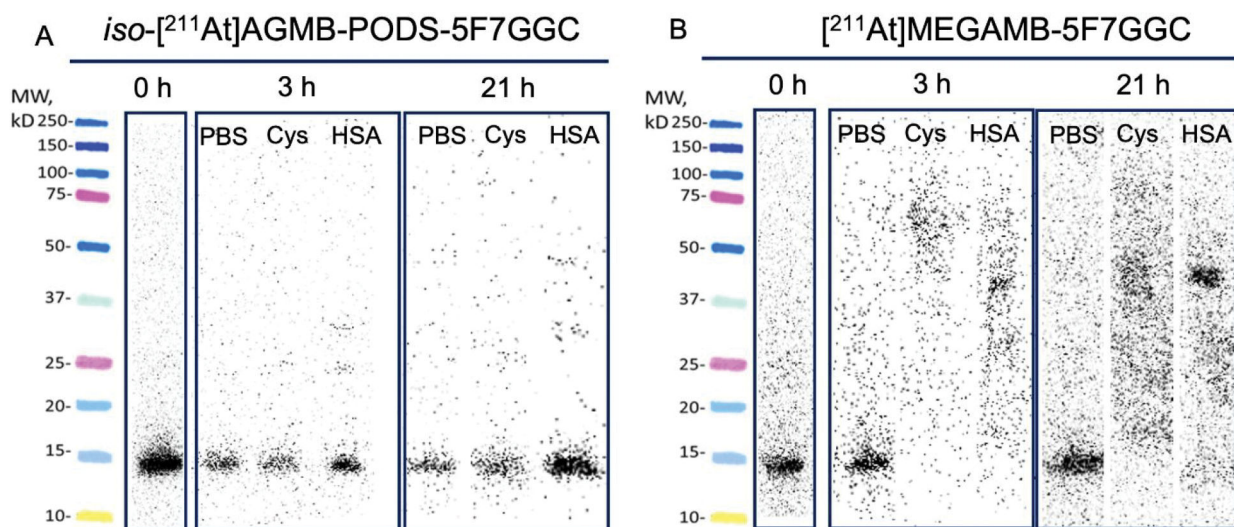 A iso-[²¹¹At]AGMB-PODS-5F7GGC
0 h 3 h 21 h
MW,
kD 250-
150-
100-
75-
50-
37-
25-
20-
15-
10-
PBS Cys HSA PBS Cys HSA
B [²¹¹At]MEGAMB-5F7GGC
0 h 3 h 21 h
MW,
kD 250-
150-
100-
75-
50-
37-
25-
20-
15-
10-
PBS Cys HSA PBS Cys HSA